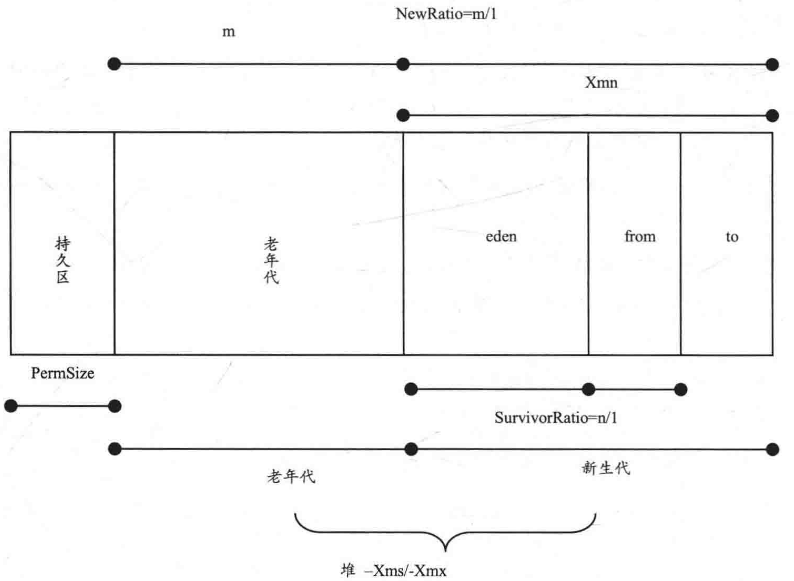 NewRatio=m/1
m
Xmn
持久区
老年代
eden
from
to
PermSize
SurvivorRatio=n/1
老年代
新生代
堆 –Xms/-Xmx